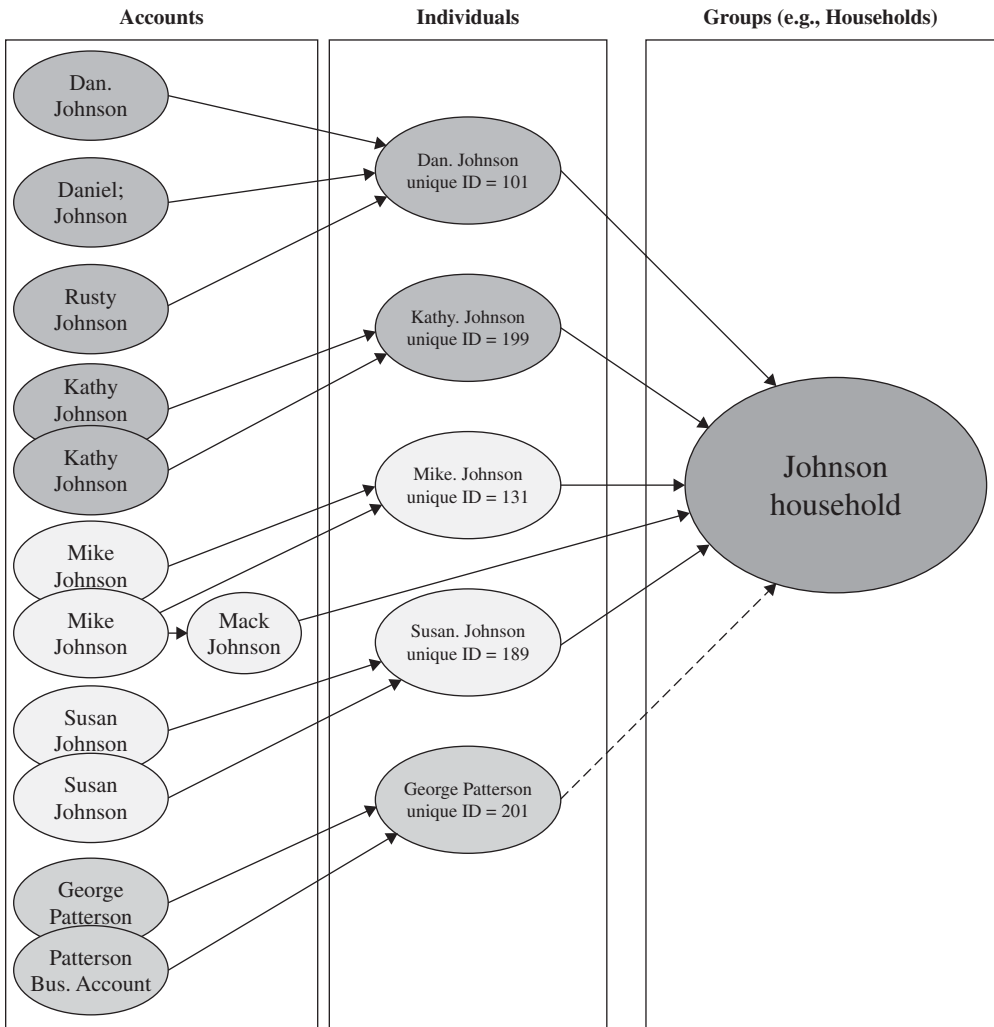 Accounts
Individuals
Groups (e.g., Households)
Dan.
Johnson
Daniel;
Johnson
Rusty
Johnson
Kathy
Johnson
Kathy
Johnson
Mike
Johnson
Mike
Johnson
Mack
Johnson
Susan
Johnson
Susan
Johnson
George
Patterson
Patterson
Bus. Account
Dan. Johnson
unique ID = 101
Kathy. Johnson
unique ID = 199
Mike. Johnson
unique ID = 131
Susan. Johnson
unique ID = 189
George Patterson
unique ID = 201
Johnson
household